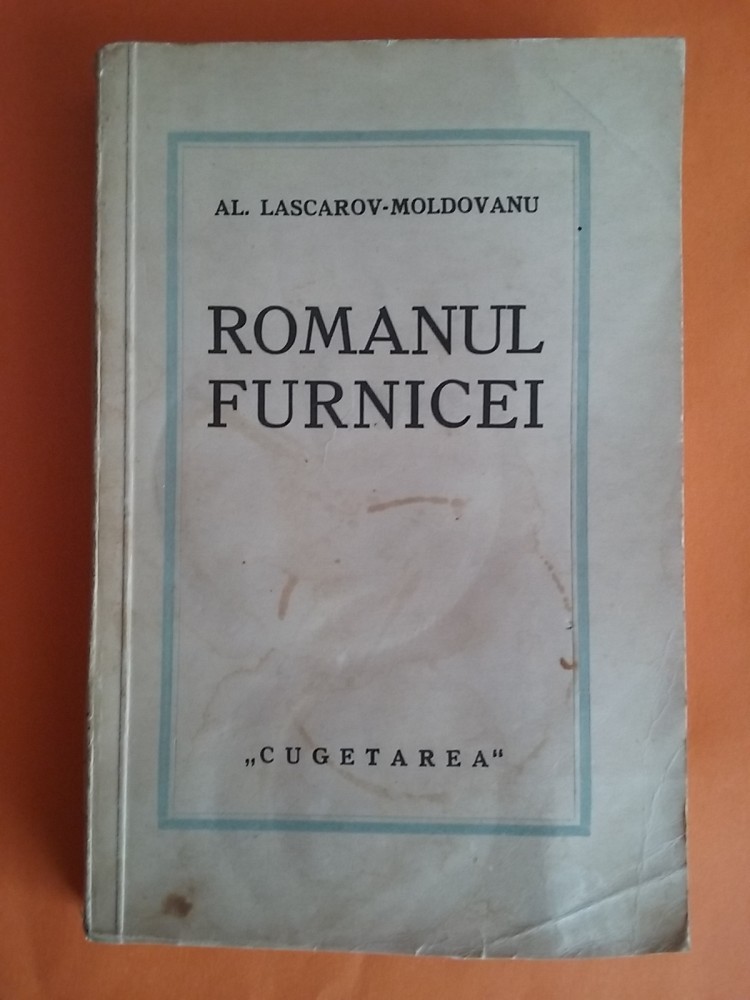 AL. LASCAROV-MOLDOVANU
ROMANUL
FURNICEI
„CUGETAREA“